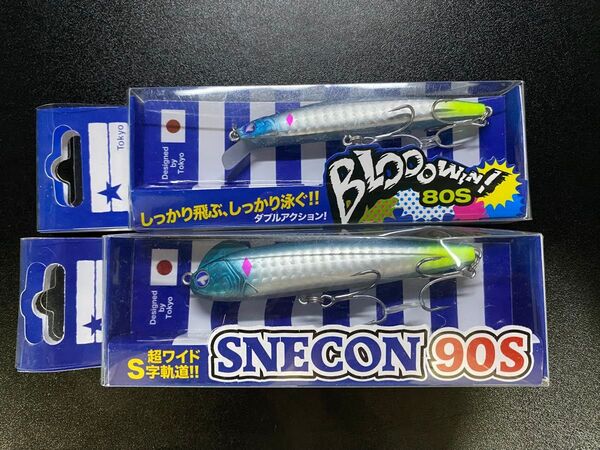 Tokyo
Designed
by
Tokyo
BLOOOWIN!!
80S
しっかり飛ぶ、しっかり泳ぐ!!
ダブルアクション!
Designed
by
Tokyo
超ワイド
S字軌道!!
SNECON 90S